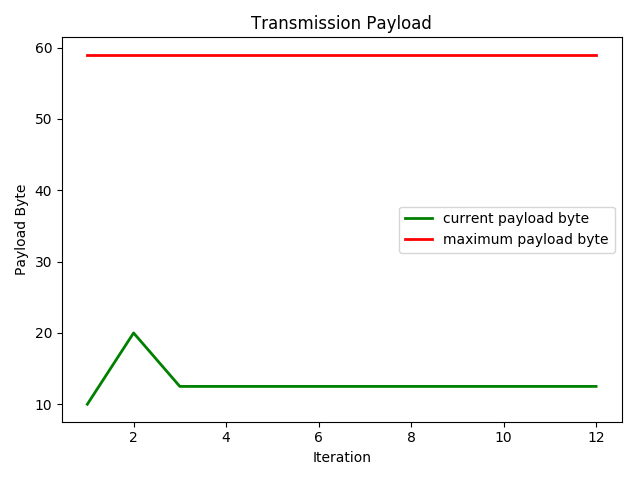 Transmission Payload
Payload Byte
60
50
40
30
20
10
current payload byte
maximum payload byte
2 4 6 8 10 12
Iteration